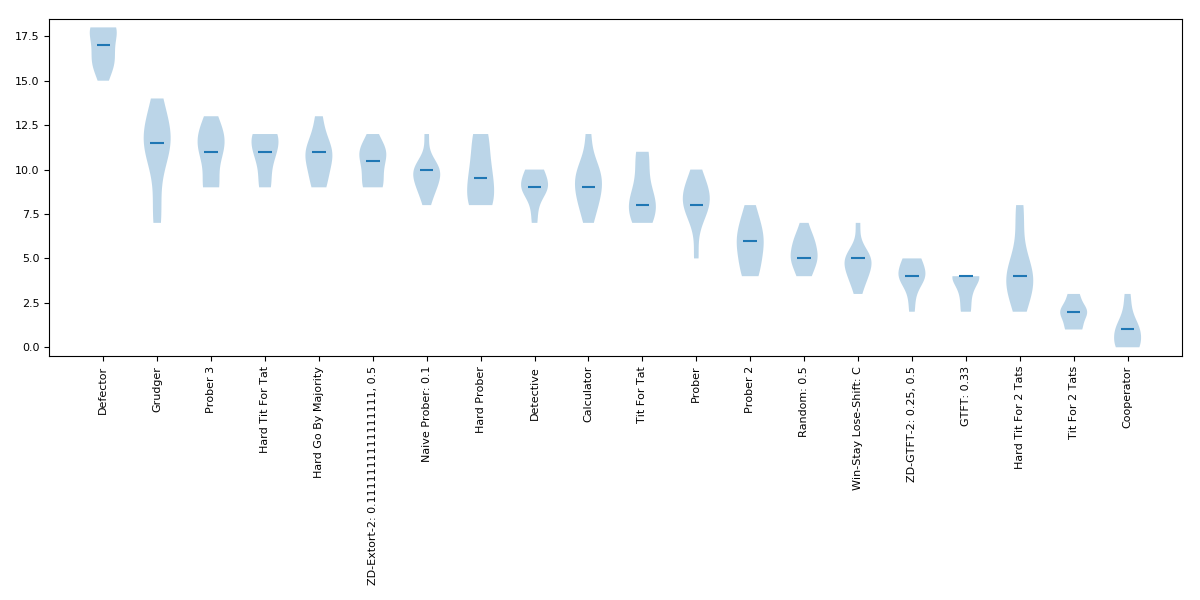 17.5
15.0
12.5
10.0
7.5
5.0
2.5
0.0
Defector
Grudger
Prober 3
Hard Tit For Tat
Hard Go By Majority
ZD-Extort-2: 0.1111111111111111, 0.5
Naive Prober: 0.1
Hard Prober
Detective
Calculator
Tit For Tat
Prober
Prober 2
Random: 0.5
Win-Stay Lose-Shift: C
ZD-GTFT-2: 0.25, 0.5
GTFT: 0.33
Hard Tit For 2 Tats
Tit For 2 Tats
Cooperator